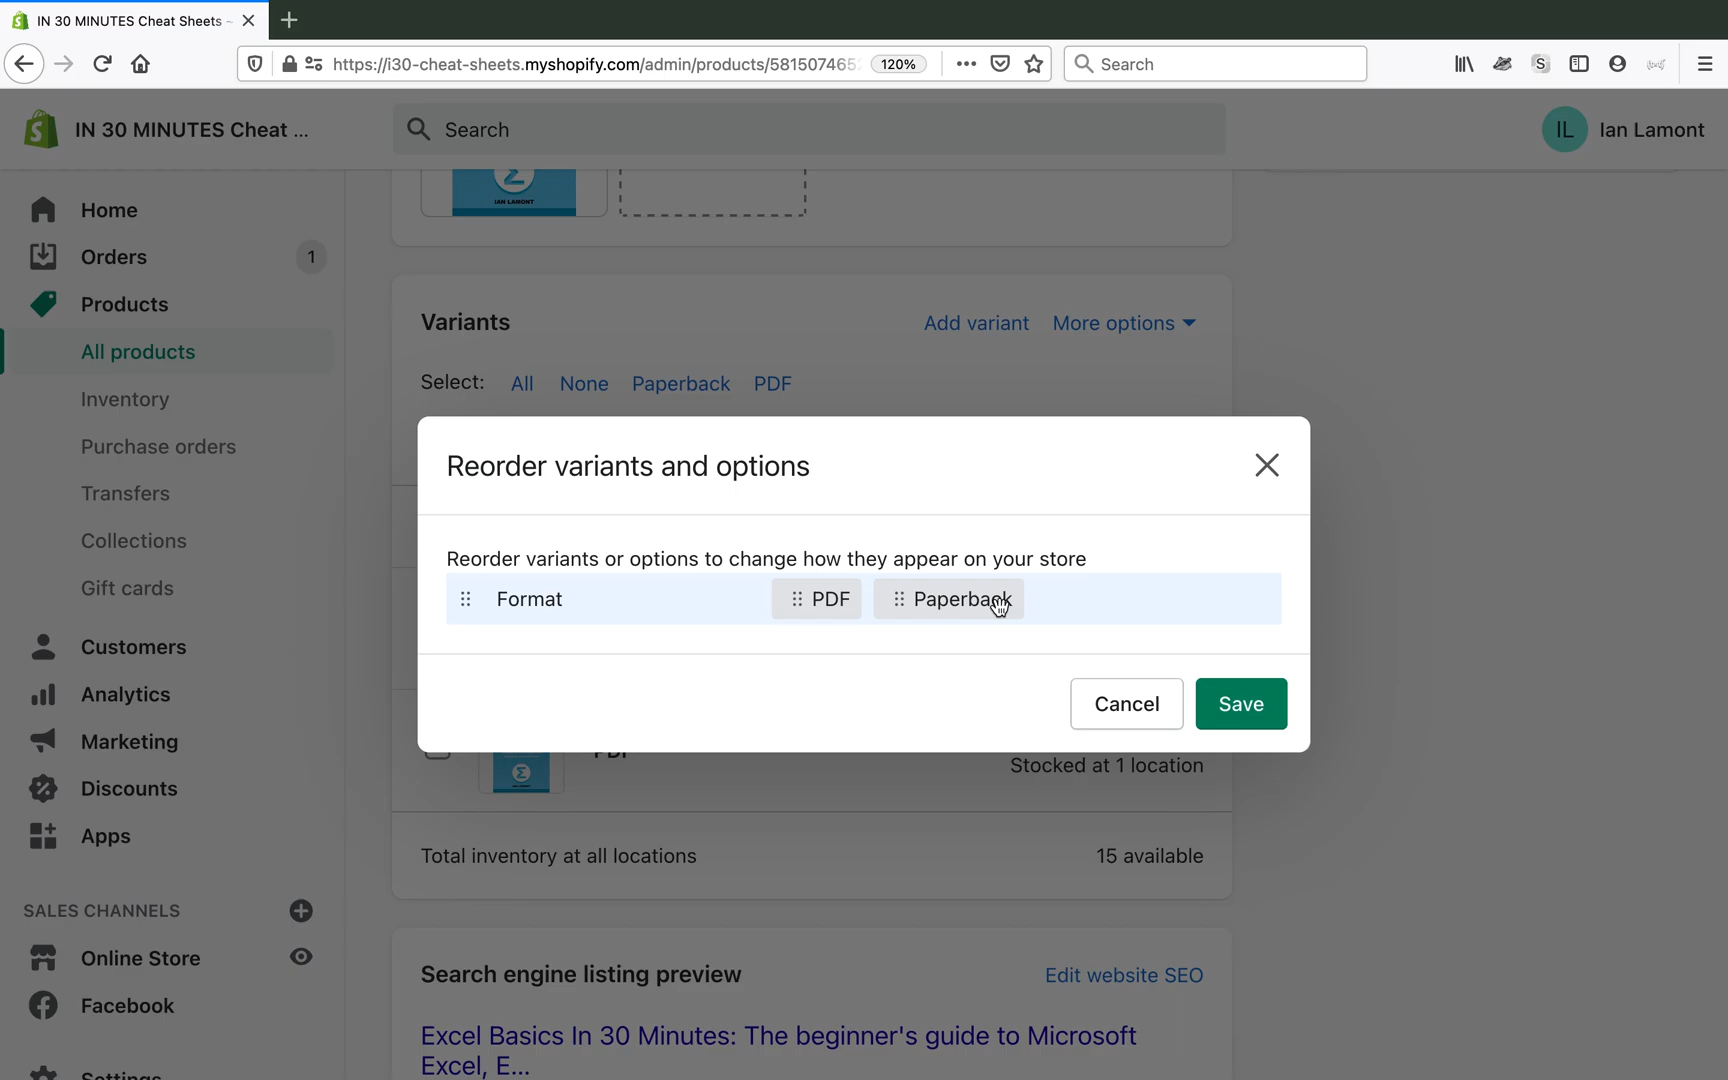 IN 30 MINUTES Cheat Sheets ~
https://i30-cheat-sheets.myshopify.com/admin/products/581507465
120%
Search
S
IN 30 MINUTES Cheat ...
Search
IL
Ian Lamont
IAN LAMONT
Home
Orders
1
Products
All products
Inventory
Purchase orders
Transfers
Collections
Gift cards
Customers
Analytics
Marketing
Discounts
Apps
SALES CHANNELS
Online Store
Facebook
Settings
Variants
Add variant
More options
Select:
All
None
Paperback
PDF
Reorder variants and options
Reorder variants or options to change how they appear on your store
Format
PDF
Paperback
Cancel
Save
PDF
Stocked at 1 location
Total inventory at all locations
15 available
Search engine listing preview
Edit website SEO
Excel Basics In 30 Minutes: The beginner's guide to Microsoft
Excel, E...